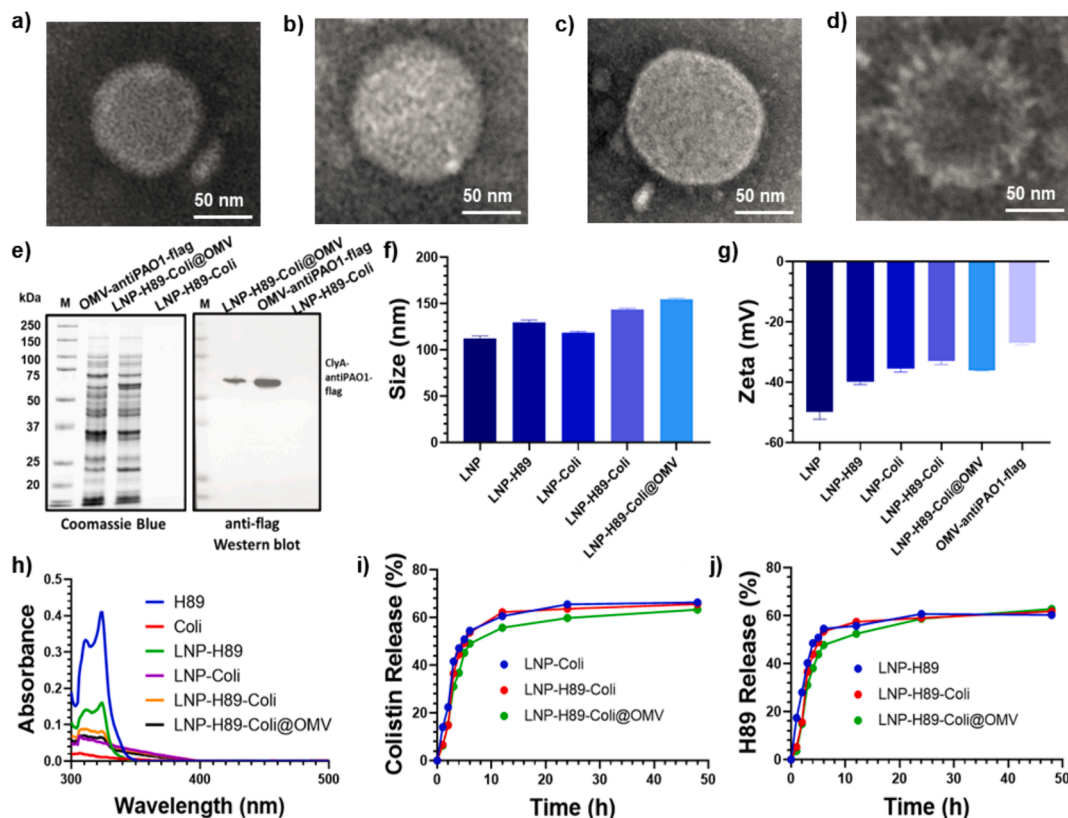 a)
b)
c)
d)
50 nm
50 nm
50 nm
50 nm
e)
kDa
M
OMV-antiPAO1-flag
LNP-H89-Coli@OMV
LNP-H89-Coli
250
150
100
75
50
37
25
20
Coomassie Blue
M
LNP-H89-Coli@OMV
OMV-antiPAO1-flag
LNP-H89-Coli
ClyA-
antiPAO1-
flag
anti-flag
Western blot
f)
Size (nm)
200
150
100
50
0
LNP
LNP-H89
LNP-Coli
LNP-H89-Coli
LNP-H89-Coli@OMV
g)
Zeta (mV)
0
-20
-40
-60
LNP
LNP-H89
LNP-Coli
LNP-H89-Coli
LNP-H89-Coli@OMV
OMV-antiPAO1-flag
h)
Absorbance
0.5
0.4
0.3
0.2
0.1
0.0
H89
Coli
LNP-H89
LNP-Coli
LNP-H89-Coli
LNP-H89-Coli@OMV
300
400
500
Wavelength (nm)
i)
Colistin Release (%)
80
60
40
20
0
LNP-Coli
LNP-H89-Coli
LNP-H89-Coli@OMV
0
10
20
30
40
50
Time (h)
j)
H89 Release (%)
80
60
40
20
0
LNP-H89
LNP-H89-Coli
LNP-H89-Coli@OMV
0
10
20
30
40
50
Time (h)